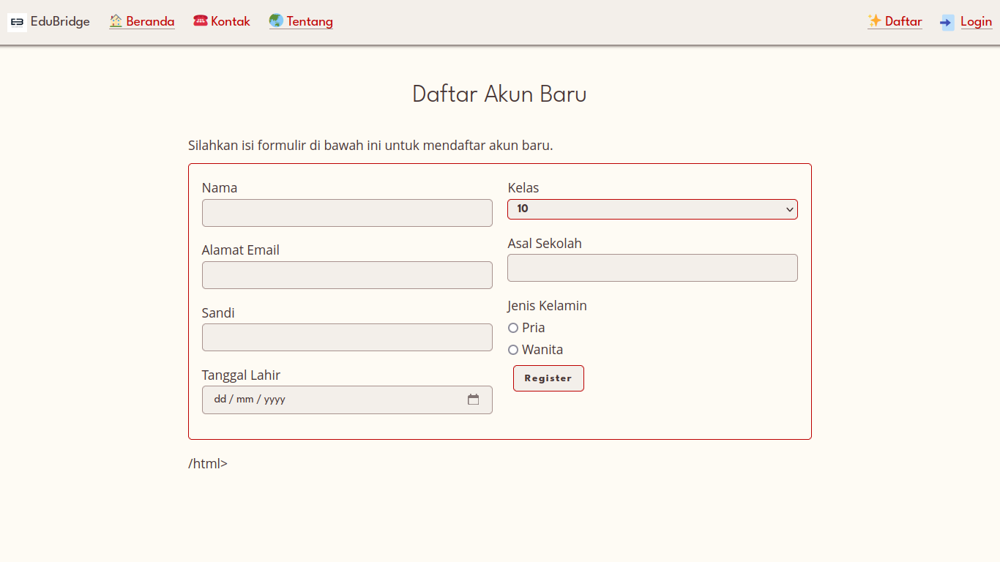 EB EduBridge Beranda Kontak Tentang Daftar Login
Daftar Akun Baru
Silahkan isi formulir di bawah ini untuk mendaftar akun baru.
Nama
Alamat Email
Sandi
Tanggal Lahir
dd / mm / yyyy
Kelas
10
Asal Sekolah
Jenis Kelamin
Pria
Wanita
Register
/html>